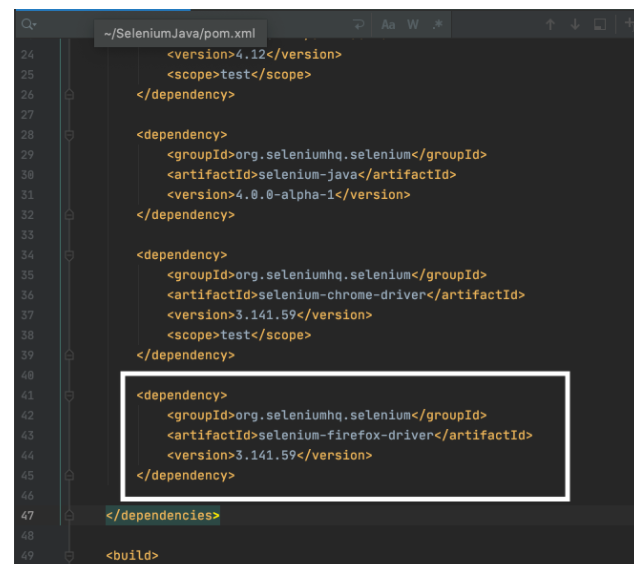 ~/SeleniumJava/pom.xml
Aa W .*
24 <version>4.12</version>
25 <scope>test</scope>
26 </dependency>
27
28 <dependency>
29 <groupId>org.seleniumhq.selenium</groupId>
30 <artifactId>selenium-java</artifactId>
31 <version>4.0.0-alpha-1</version>
32 </dependency>
33
34 <dependency>
35 <groupId>org.seleniumhq.selenium</groupId>
36 <artifactId>selenium-chrome-driver</artifactId>
37 <version>3.141.59</version>
38 <scope>test</scope>
39 </dependency>
40
41 <dependency>
42 <groupId>org.seleniumhq.selenium</groupId>
43 <artifactId>selenium-firefox-driver</artifactId>
44 <version>3.141.59</version>
45 </dependency>
46
47 </dependencies>
48
49 <build>